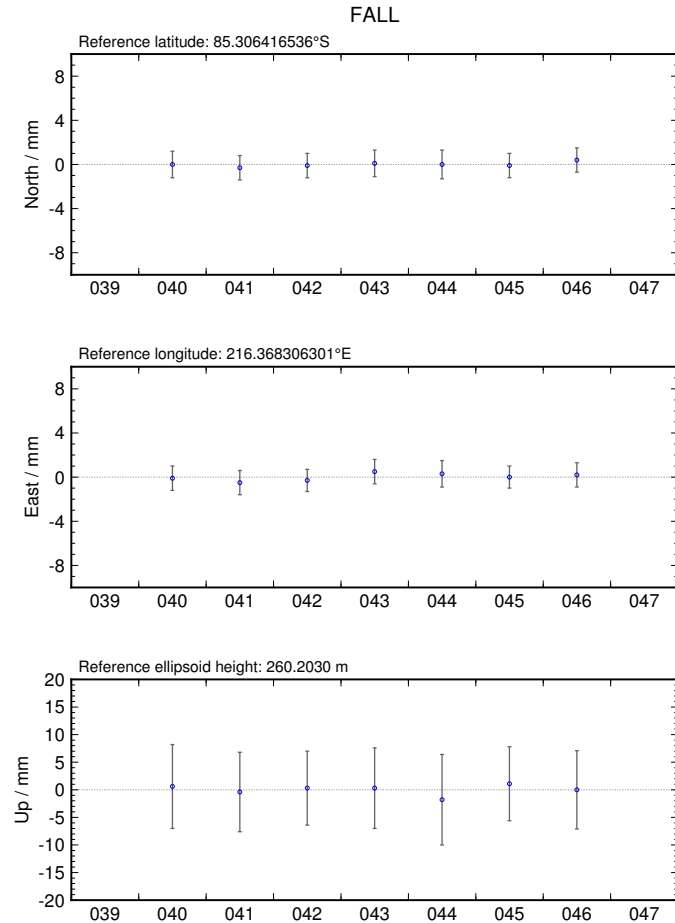 FALL
Reference latitude: 85.306416536°S
8
4
0
-4
-8
North / mm
039 040 041 042 043 044 045 046 047
Reference longitude: 216.368306301°E
8
4
0
-4
-8
East / mm
039 040 041 042 043 044 045 046 047
Reference ellipsoid height: 260.2030 m
20
15
10
5
0
-5
-10
-15
-20
Up / mm
039 040 041 042 043 044 045 046 047